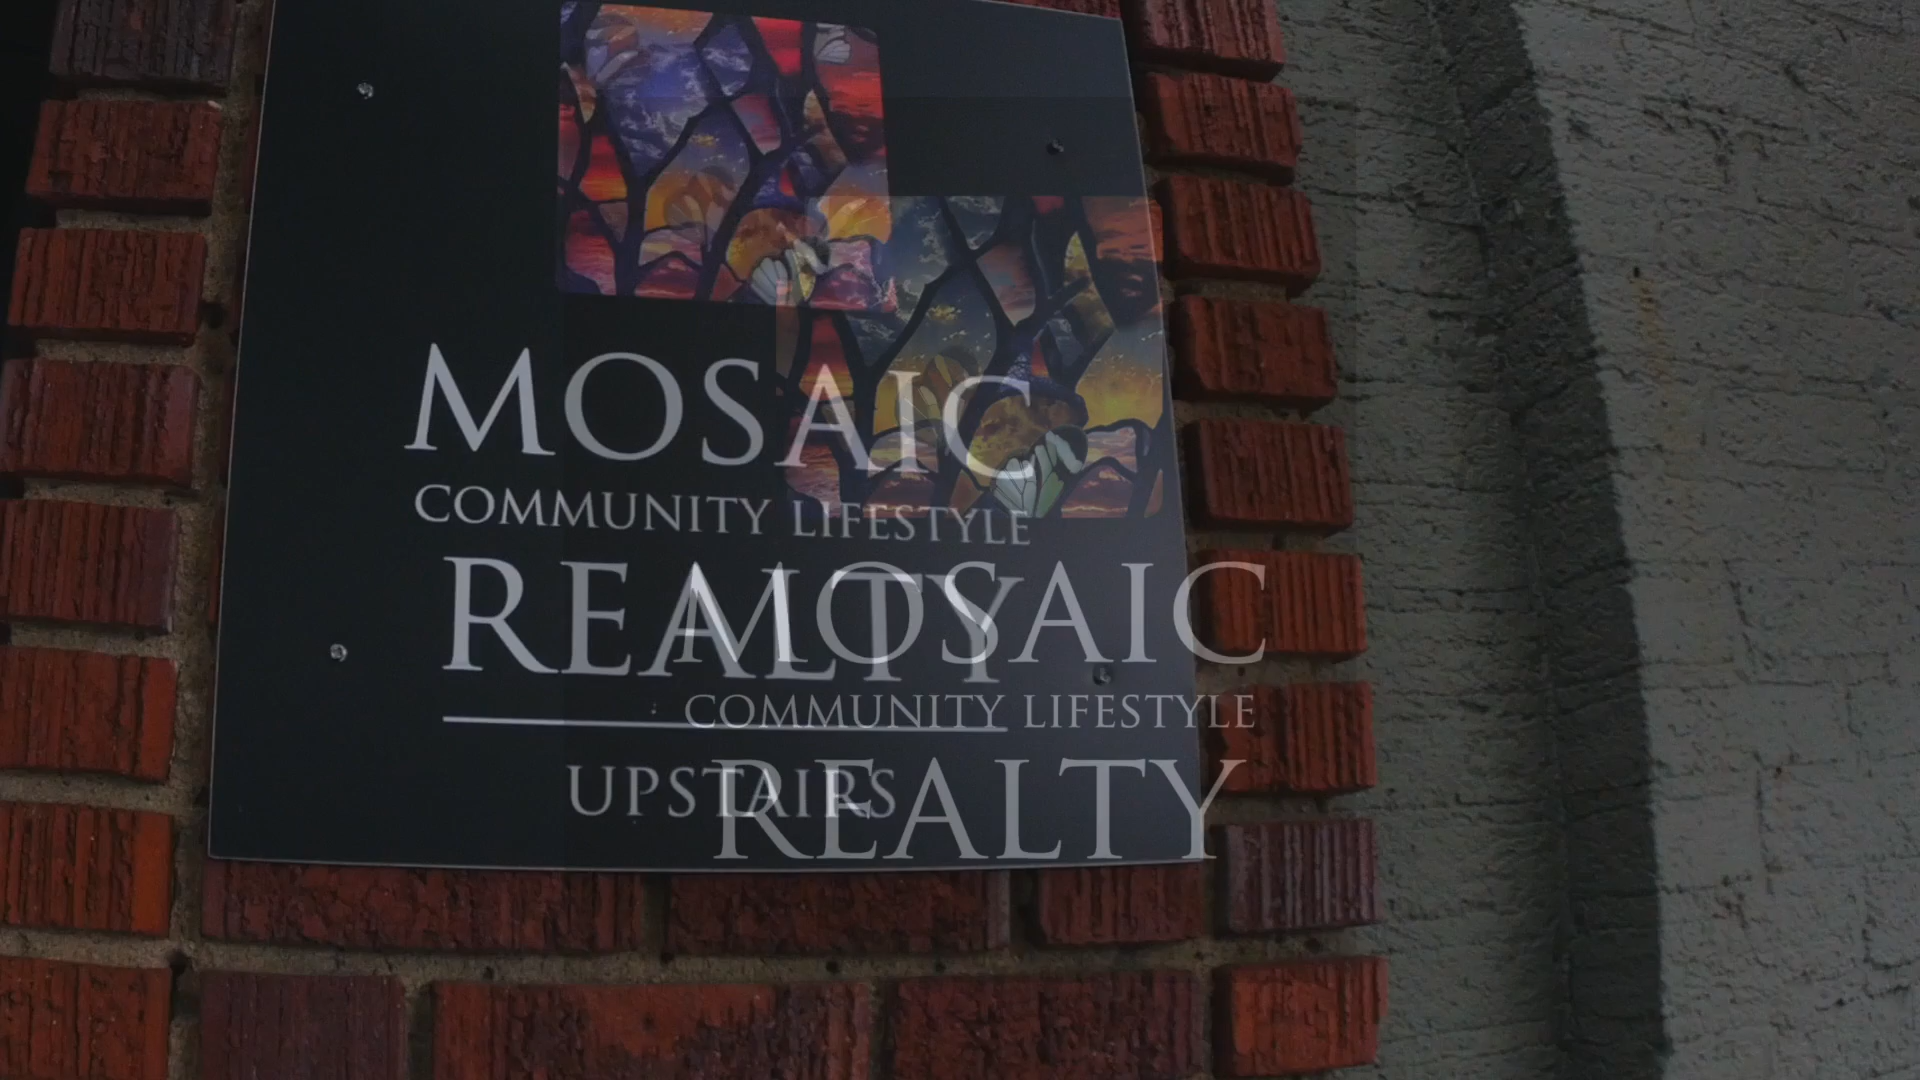 MOSAIC
COMMUNITY LIFESTYLE
REALTY
UPSTAIRS
MOSAIC
COMMUNITY LIFESTYLE
REALTY